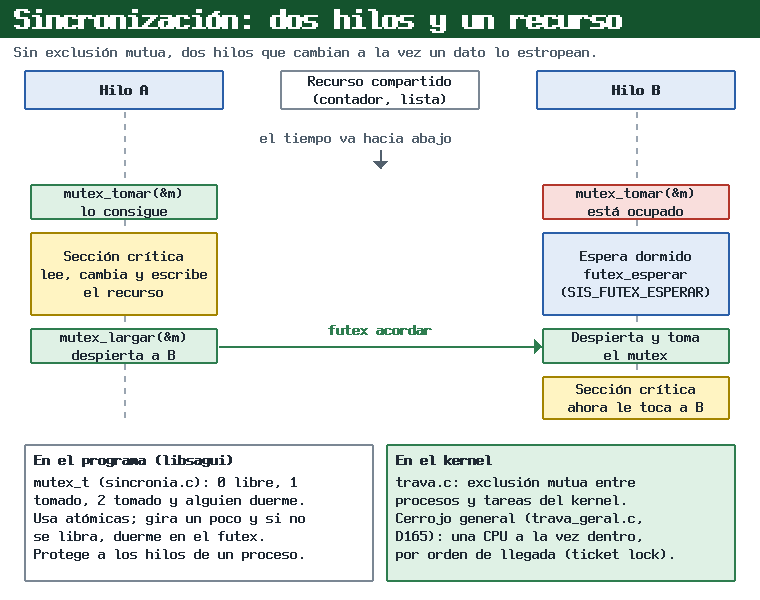 Sincronización: dos hilos y un recurso
Sin exclusión mutua, dos hilos que cambian a la vez un dato lo estropean.
Hilo A
Recurso compartido
(contador, lista)
Hilo B
el tiempo va hacia abajo
mutex_tomar(&m)
lo consigue
mutex_tomar(&m)
está ocupado
Sección crítica
lee, cambia y escribe
el recurso
Espera dormido
futex_esperar
(SIS_FUTEX_ESPERAR)
mutex_largar(&m)
despierta a B
futex acordar
Despierta y toma
el mutex
Sección crítica
ahora le toca a B
En el programa (libsagui)
mutex_t (sincronia.c): 0 libre, 1
tomado, 2 tomado y alguien duerme.
Usa atómicas; gira un poco y si no
se libra, duerme en el futex.
Protege a los hilos de un proceso.
En el kernel
trava.c: exclusión mutua entre
procesos y tareas del kernel.
Cerrojo general (trava_geral.c,
D165): una CPU a la vez dentro,
por orden de llegada (ticket lock).